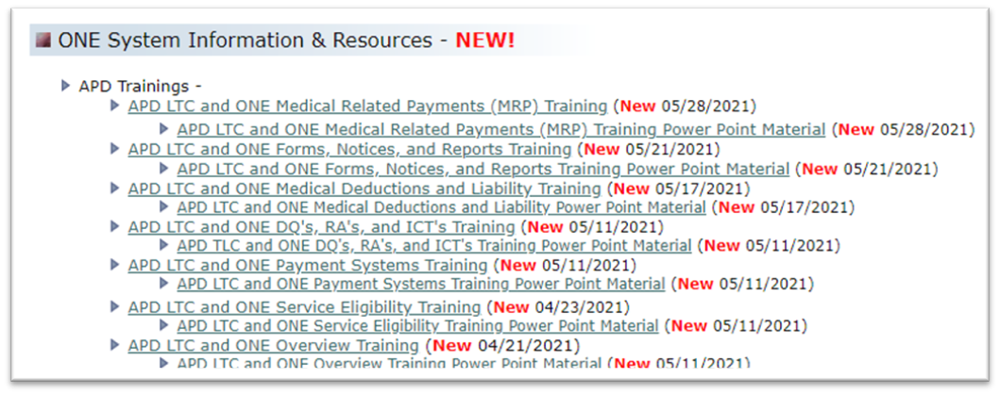 ONE System Information & Resources - NEW!
APD Trainings -
APD LTC and ONE Medical Related Payments (MRP) Training (New 05/28/2021)
APD LTC and ONE Medical Related Payments (MRP) Training Power Point Material (New 05/28/2021)
APD LTC and ONE Forms, Notices, and Reports Training (New 05/21/2021)
APD LTC and ONE Forms, Notices, and Reports Training Power Point Material (New 05/21/2021)
APD LTC and ONE Medical Deductions and Liability Training (New 05/17/2021)
APD LTC and ONE Medical Deductions and Liability Power Point Material (New 05/17/2021)
APD LTC and ONE DQ's, RA's, and ICT's Training (New 05/11/2021)
APD TLC and ONE DQ's, RA's, and ICT's Training Power Point Material (New 05/11/2021)
APD LTC and ONE Payment Systems Training (New 05/11/2021)
APD LTC and ONE Payment Systems Training Power Point Material (New 05/11/2021)
APD LTC and ONE Service Eligibility Training (New 04/23/2021)
APD LTC and ONE Service Eligibility Training Power Point Material (New 05/11/2021)
APD LTC and ONE Overview Training (New 04/21/2021)
APD LTC and ONE Overview Training Power Point Material (New 05/11/2021)